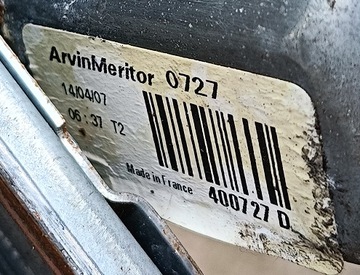 ArvinMeritor 0727
14/04/07
06:37 T2
Made in France
400727 D